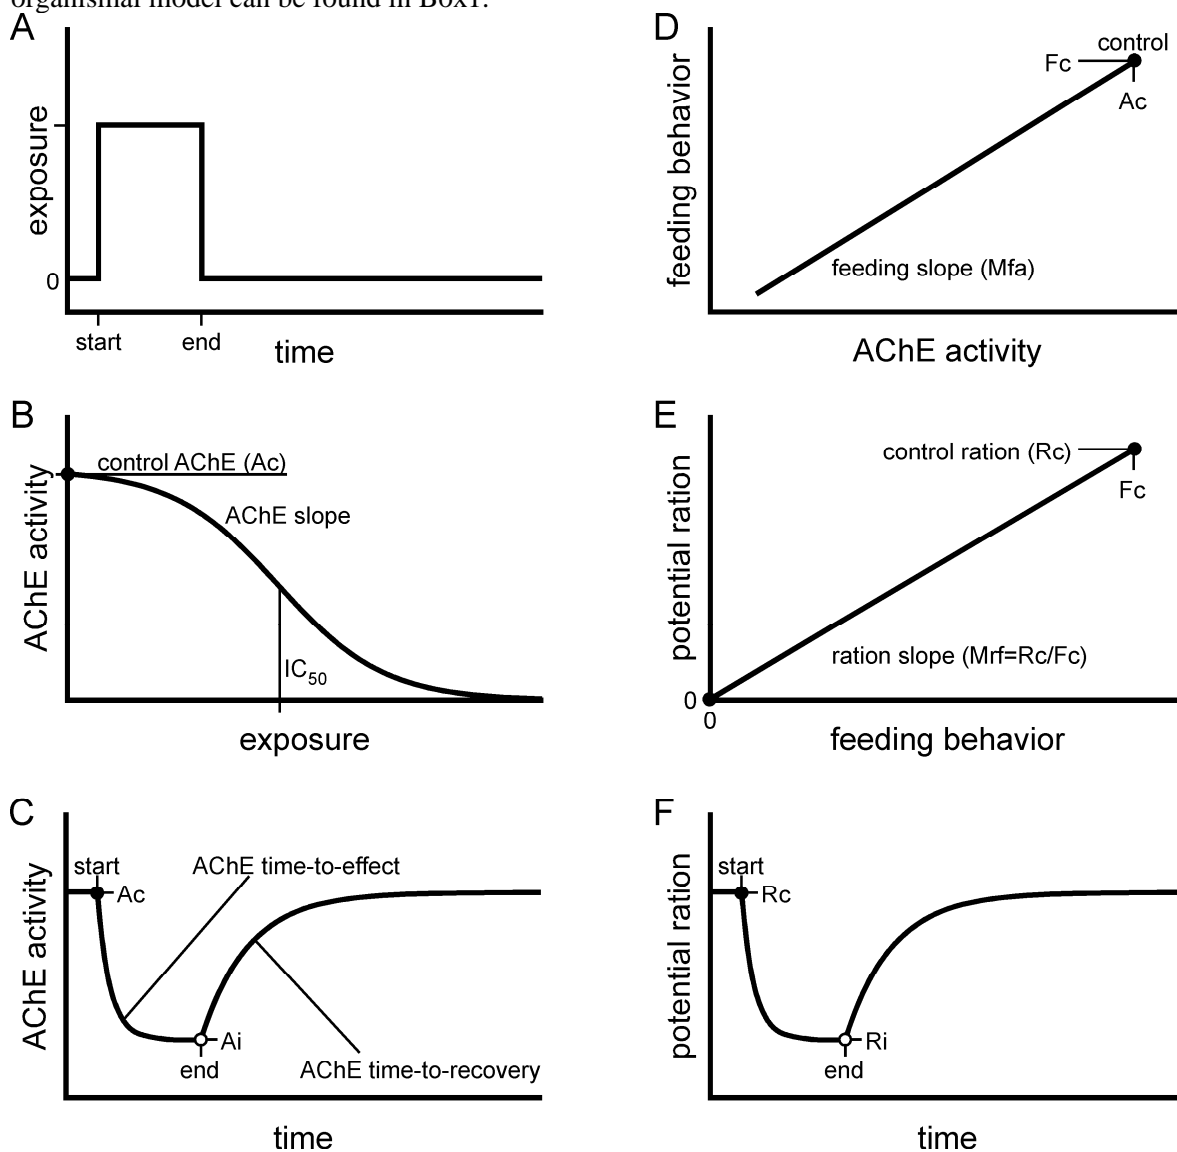 organismal model can be found in Box1.
A
exposure
0
start
end
time
B
AChE activity
control AChE (Ac)
AChE slope
IC50
exposure
C
AChE activity
start
Ac
AChE time-to-effect
Ai
end
AChE time-to-recovery
time
D
feeding behavior
control
Fc
Ac
feeding slope (Mfa)
AChE activity
E
potential ration
control ration (Rc)
Fc
ration slope (Mrf=Rc/Fc)
0
0
feeding behavior
F
potential ration
start
Rc
Ri
end
time